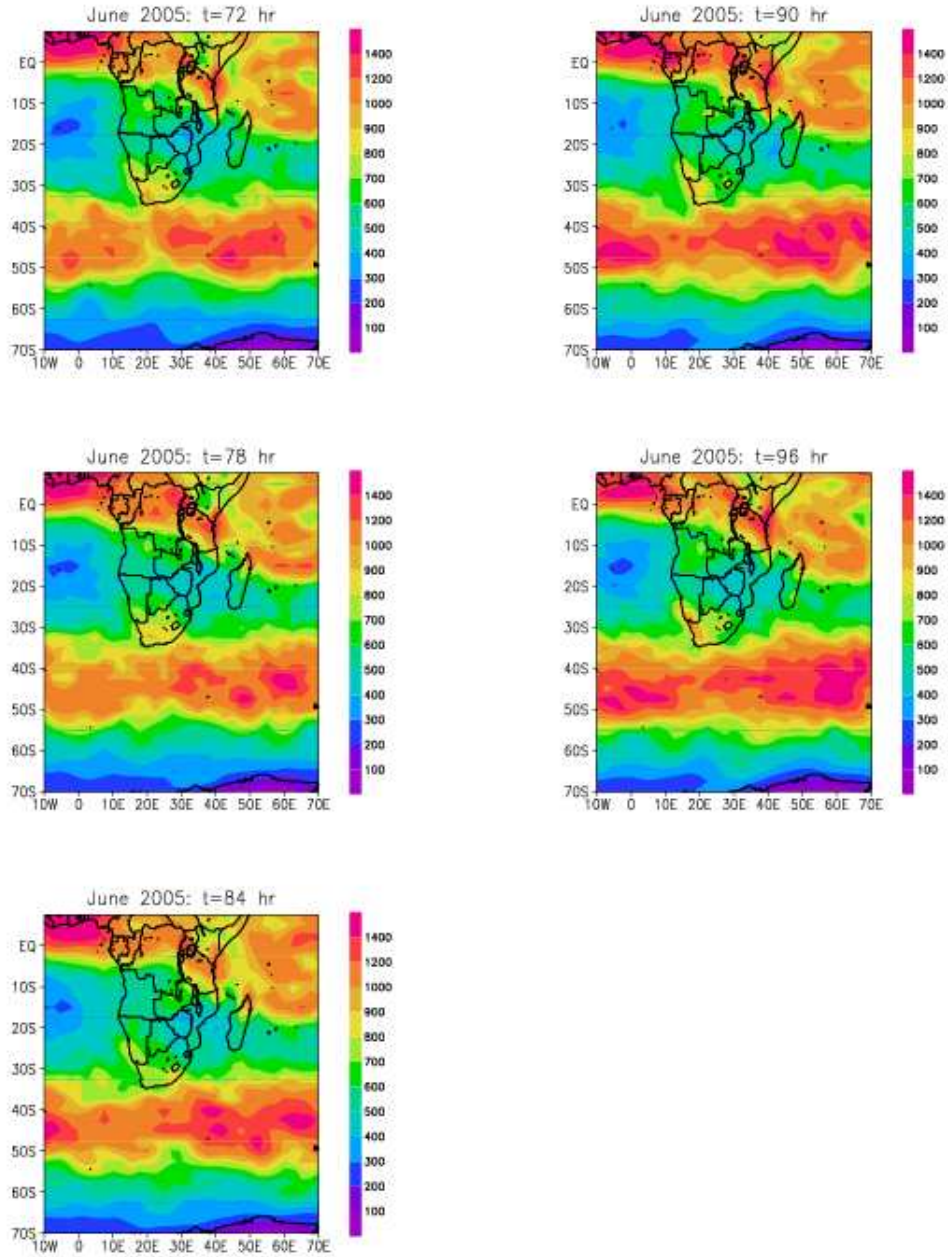 June 2005: t=72 hr
EQ
10S
20S
30S
40S
50S
60S
70S
10W 0 10E 20E 30E 40E 50E 60E 70E
1400
1200
1000
900
800
700
600
500
400
300
200
100
June 2005: t=90 hr
EQ
10S
20S
30S
40S
50S
60S
70S
10W 0 10E 20E 30E 40E 50E 60E 70E
1400
1200
1000
900
800
700
600
500
400
300
200
100
June 2005: t=78 hr
EQ
10S
20S
30S
40S
50S
60S
70S
10W 0 10E 20E 30E 40E 50E 60E 70E
1400
1200
1000
900
800
700
600
500
400
300
200
100
June 2005: t=96 hr
EQ
10S
20S
30S
40S
50S
60S
70S
10W 0 10E 20E 30E 40E 50E 60E 70E
1400
1200
1000
900
800
700
600
500
400
300
200
100
June 2005: t=84 hr
EQ
10S
20S
30S
40S
50S
60S
70S
10W 0 10E 20E 30E 40E 50E 60E 70E
1400
1200
1000
900
800
700
600
500
400
300
200
100